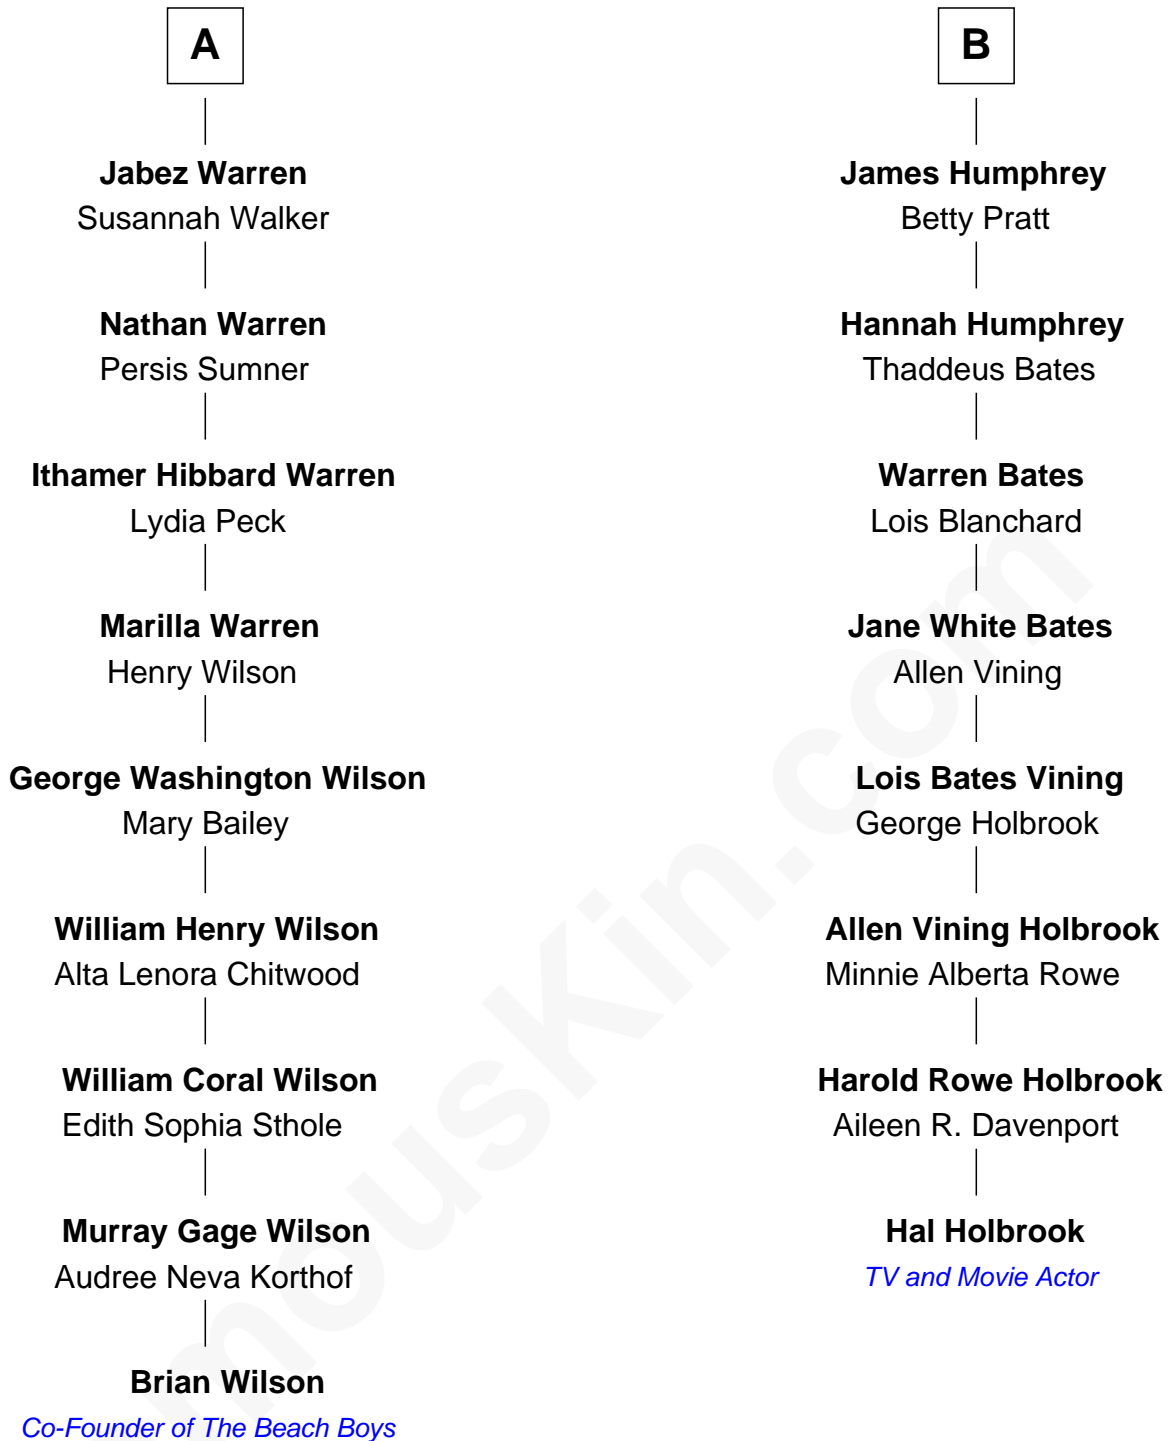 A
Jabez Warren
Susannah Walker
Nathan Warren
Persis Sumner
Ithamer Hibbard Warren
Lydia Peck
Marilla Warren
Henry Wilson
George Washington Wilson
Mary Bailey
William Henry Wilson
Alta Lenora Chitwood
William Coral Wilson
Edith Sophia Sthole
Murray Gage Wilson
Audree Neva Korthof
Brian Wilson
Co-Founder of The Beach Boys
B
James Humphrey
Betty Pratt
Hannah Humphrey
Thaddeus Bates
Warren Bates
Lois Blanchard
Jane White Bates
Allen Vining
Lois Bates Vining
George Holbrook
Allen Vining Holbrook
Minnie Alberta Rowe
Harold Rowe Holbrook
Aileen R. Davenport
Hal Holbrook
TV and Movie Actor
mousKin.com